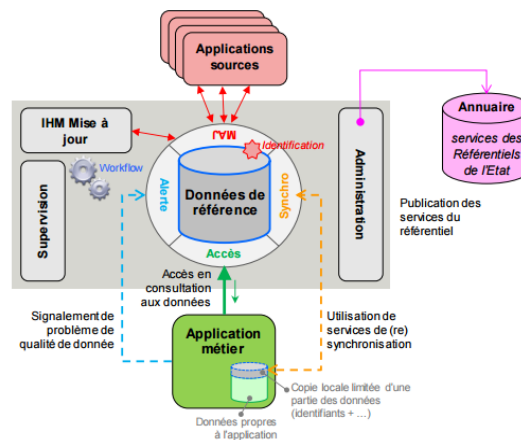 Applications
sources
IHM Mise à
jour
MAJ
Identification
Workflow
Supervision
Alerte
Données de
référence
Synchro
Accès
Administration
Annuaire
services des
Référentiels
de l'Etat
Publication des
services du
référentiel
Accès en
consultation
aux données
Signalement de
problème de
qualité de donnée
Application
métier
Utilisation de
services de (re)
synchronisation
Copie locale limitée d'une
partie des données
(identifiants + ...)
Données propres
à l'application